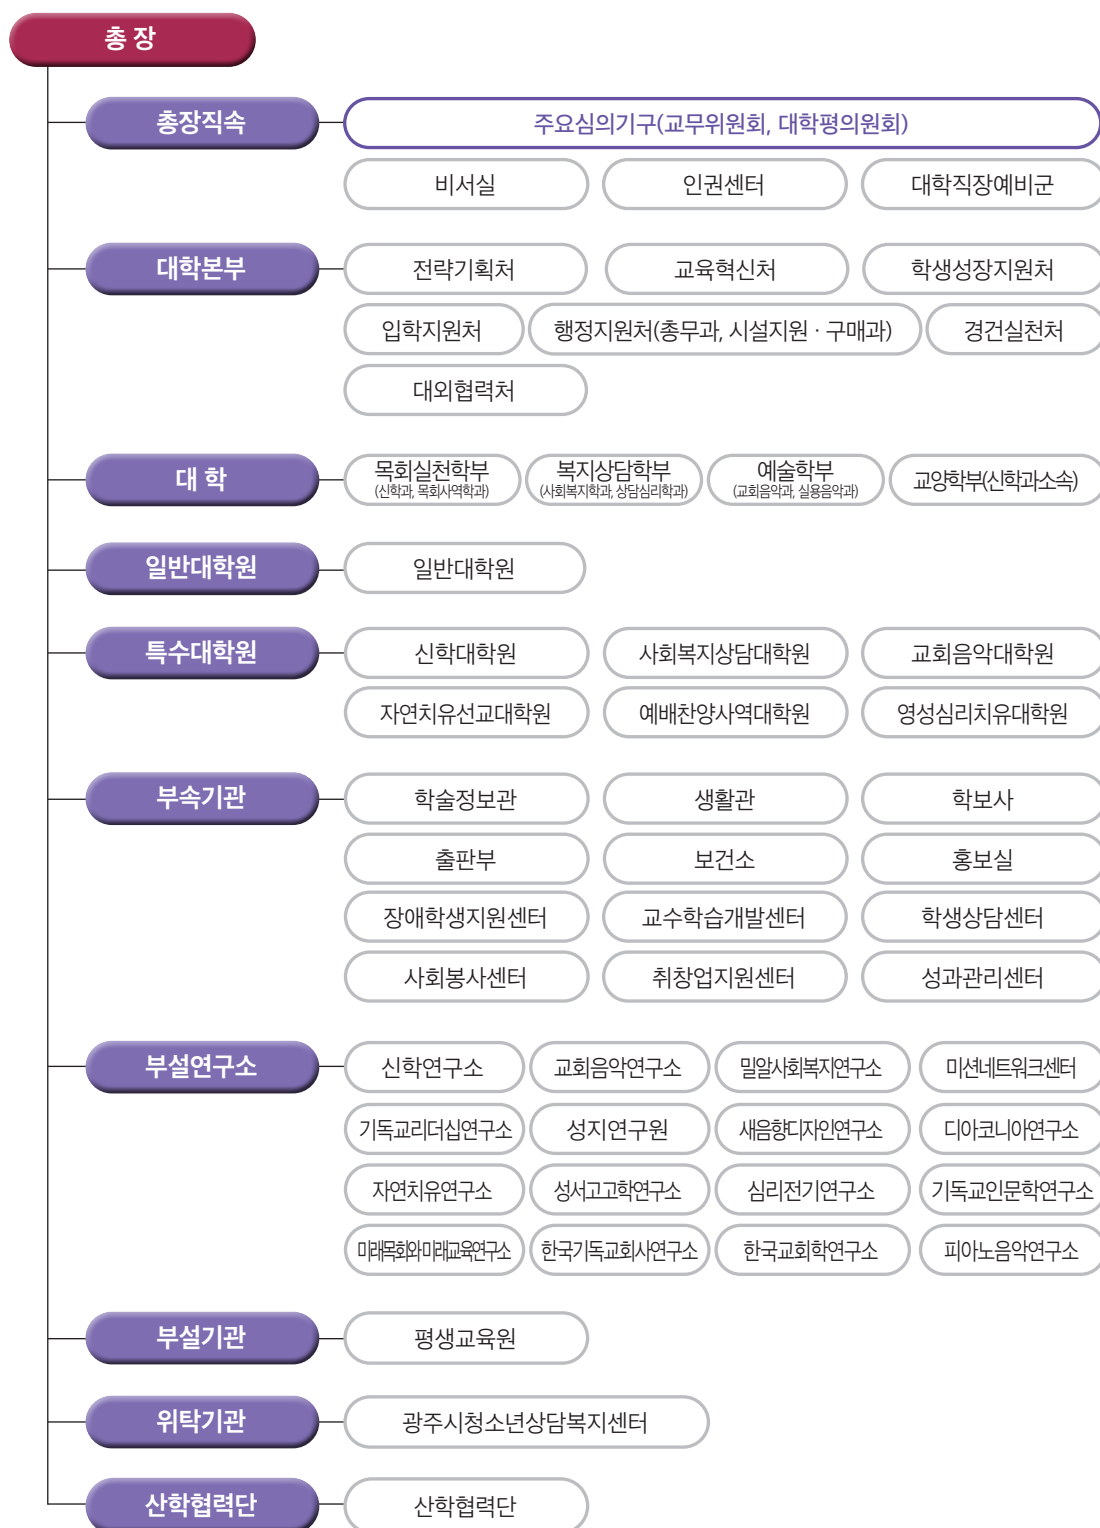 총 장
총장직속
주요심의기구(교무위원회, 대학평의원회)
비서실
인권센터
대학직장예비군
대학본부
전략기획처
교육혁신처
학생성장지원처
입학지원처
행정지원처(총무과, 시설지원 · 구매과)
경건실천처
대외협력처
대 학
목회실천학부
(신학과, 목회사역학과)
복지상담학부
(사회복지학과, 상담심리학과)
예술학부
(교회음악과, 실용음악과)
교양학부(신학과소속)
일반대학원
일반대학원
특수대학원
신학대학원
사회복지상담대학원
교회음악대학원
자연치유선교대학원
예배찬양사역대학원
영성심리치유대학원
부속기관
학술정보관
생활관
학보사
출판부
보건소
홍보실
장애학생지원센터
교수학습개발센터
학생상담센터
사회봉사센터
취창업지원센터
성과관리센터
부설연구소
신학연구소
교회음악연구소
밀알사회복지연구소
미션네트워크센터
기독교리더십연구소
성지연구원
새음향디자인연구소
디아코니아연구소
자연치유연구소
성서고고학연구소
심리전기연구소
기독교인문학연구소
미래목회와미래교육연구소
한국기독교회사연구소
한국교회학연구소
피아노음악연구소
부설기관
평생교육원
위탁기관
광주시청소년상담복지센터
산학협력단
산학협력단